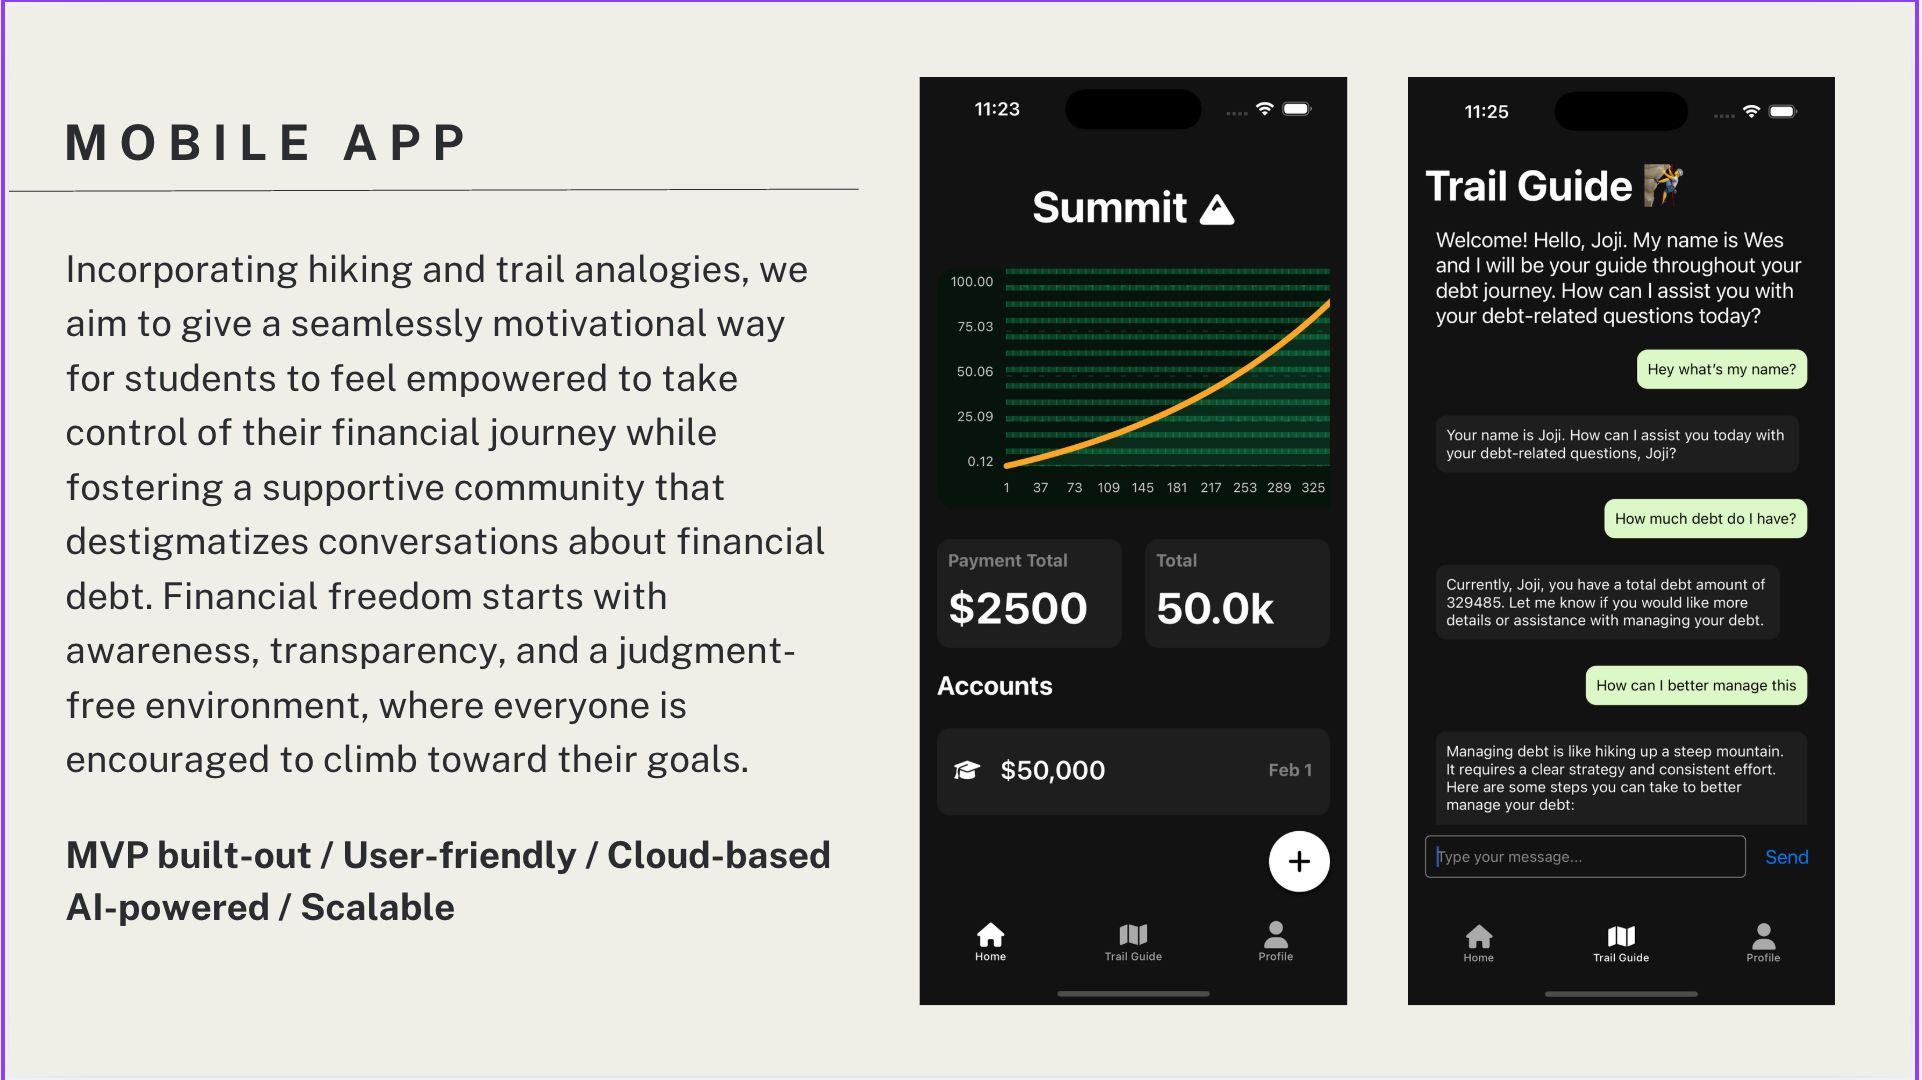 MOBILE APP
Incorporating hiking and trail analogies, we
aim to give a seamlessly motivational way
for students to feel empowered to take
control of their financial journey while
fostering a supportive community that
destigmatizes conversations about financial
debt. Financial freedom starts with
awareness, transparency, and a judgment-
free environment, where everyone is
encouraged to climb toward their goals.
MVP built-out / User-friendly / Cloud-based
AI-powered / Scalable
11:23
Summit
100.00
75.03
50.06
25.09
0.12
1 37 73 109 145 181 217 253 289 325
Payment Total
$2500
Total
50.0k
Accounts
$50,000 Feb 1
+
Home Trail Guide Profile
11:25
Trail Guide
Welcome! Hello, Joji. My name is Wes
and I will be your guide throughout your
debt journey. How can I assist you with
your debt-related questions today?
Hey what's my name?
Your name is Joji. How can I assist you today with
your debt-related questions, Joji?
How much debt do I have?
Currently, Joji, you have a total debt amount of
329485. Let me know if you would like more
details or assistance with managing your debt.
How can I better manage this
Managing debt is like hiking up a steep mountain.
It requires a clear strategy and consistent effort.
Here are some steps you can take to better
manage your debt:
Type your message... Send
Home Trail Guide Profile